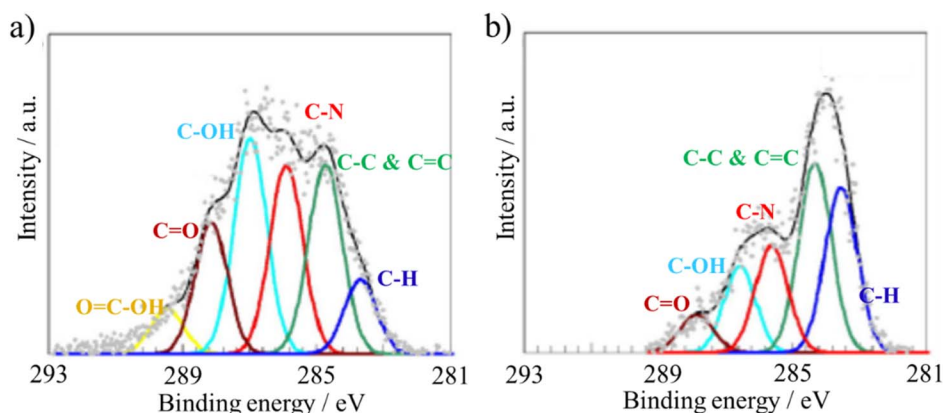 a)
Intensity / a.u.
C-OH
C-N
C-C & C=C
C=O
C-H
O=C-OH
293 289 285 281
Binding energy / eV
b)
Intensity / a.u.
C-C & C=C
C-N
C-OH
C=O
C-H
293 289 285 281
Binding energy / eV